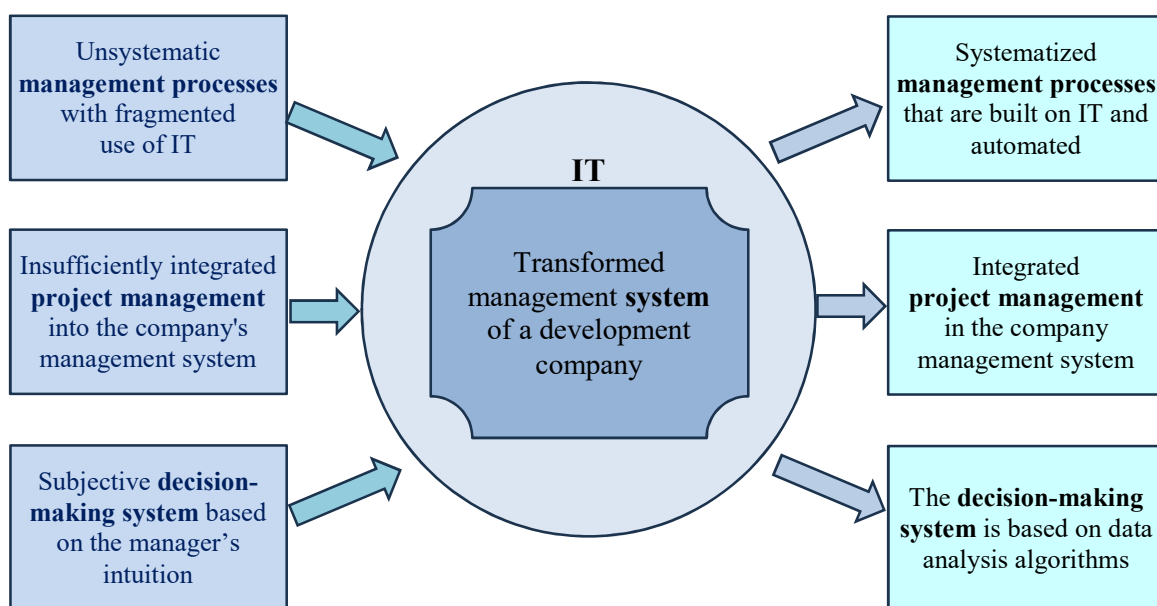 Unsystematic
management processes
with fragmented
use of IT
Insufficiently integrated
project management
into the company's
management system
Subjective decision-
making system based
on the manager’s
intuition
IT
Transformed
management system
of a development
company
Systematized
management processes
that are built on IT and
automated
Integrated
project management
in the company
management system
The decision-making
system is based on data
analysis algorithms